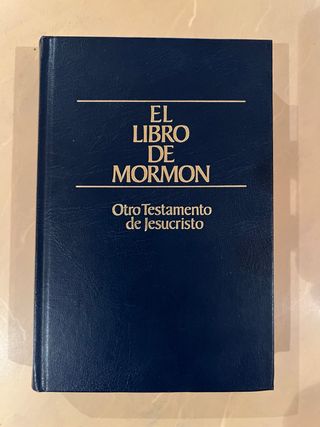 EL
LIBRO
DE
MORMON
Otro Testamento
de Jesucristo